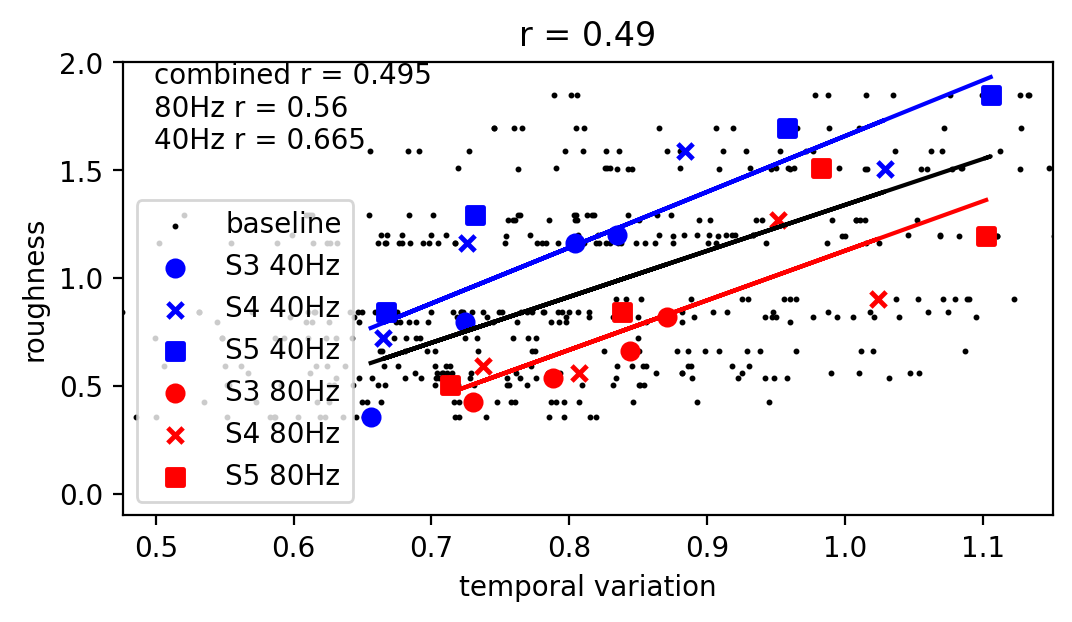 r = 0.49
combined r = 0.495
80Hz r = 0.56
40Hz r = 0.665
2.0
1.5
1.0
0.5
0.0
roughness
baseline
S3 40Hz
S4 40Hz
S5 40Hz
S3 80Hz
S4 80Hz
S5 80Hz
0.5 0.6 0.7 0.8 0.9 1.0 1.1
temporal variation